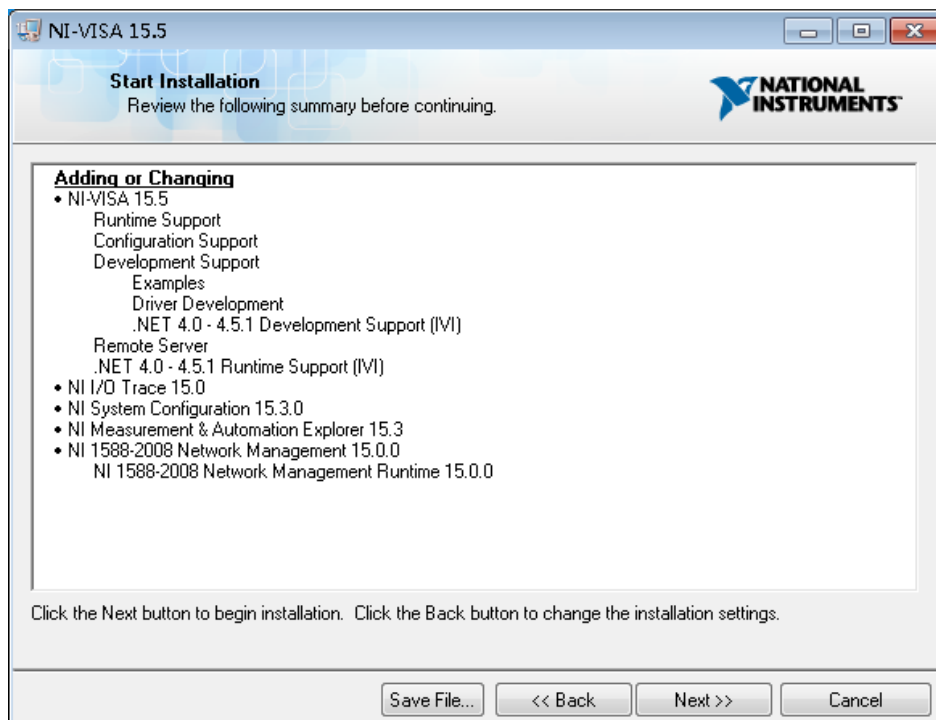 NI-VISA 15.5
Start Installation
Review the following summary before continuing.
NATIONAL
INSTRUMENTS™
Adding or Changing
• NI-VISA 15.5
Runtime Support
Configuration Support
Development Support
Examples
Driver Development
.NET 4.0 - 4.5.1 Development Support (IVI)
Remote Server
.NET 4.0 - 4.5.1 Runtime Support (IVI)
• NI I/O Trace 15.0
• NI System Configuration 15.3.0
• NI Measurement & Automation Explorer 15.3
• NI 1588-2008 Network Management 15.0.0
NI 1588-2008 Network Management Runtime 15.0.0
Click the Next button to begin installation.  Click the Back button to change the installation settings.
Save File... << Back Next >> Cancel